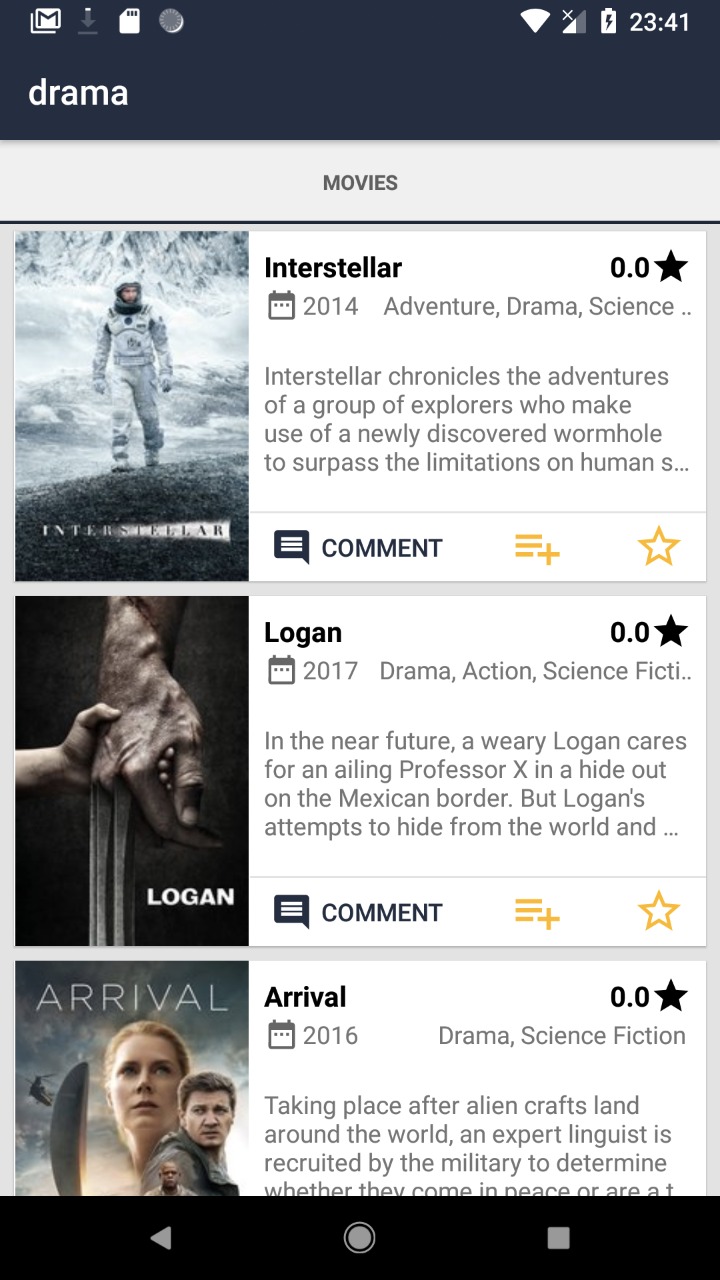 23:41
drama
MOVIES
INTERSTELLAR
Interstellar
0.0
2014
Adventure, Drama, Science ..
Interstellar chronicles the adventures
of a group of explorers who make
use of a newly discovered wormhole
to surpass the limitations on human s...
COMMENT
LOGAN
Logan
0.0
2017
Drama, Action, Science Ficti..
In the near future, a weary Logan cares
for an ailing Professor X in a hide out
on the Mexican border. But Logan's
attempts to hide from the world and ...
COMMENT
ARRIVAL
Arrival
0.0
2016
Drama, Science Fiction
Taking place after alien crafts land
around the world, an expert linguist is
recruited by the military to determine
whether they come in peace or are a t